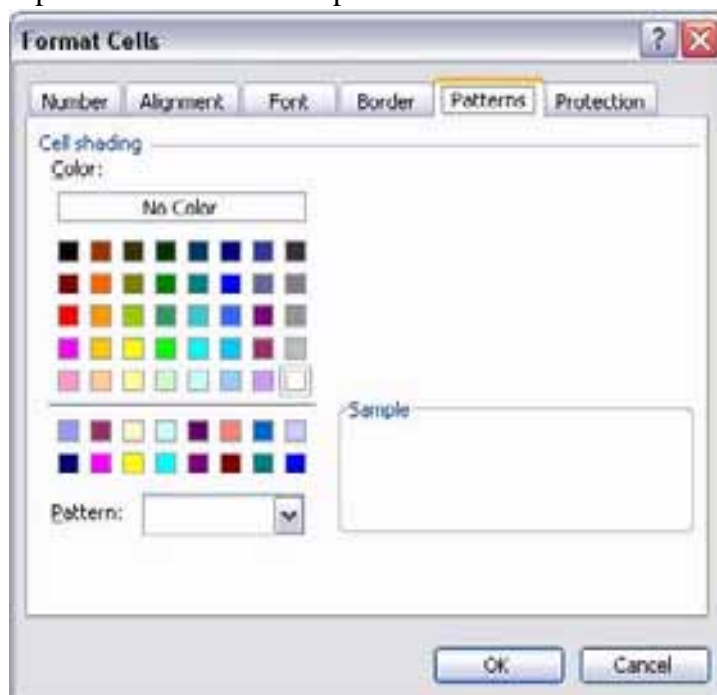 Format Cells
Number Alignment Font Border Patterns Protection
Cell shading
Color:
No Color
Sample
Pattern:
OK Cancel